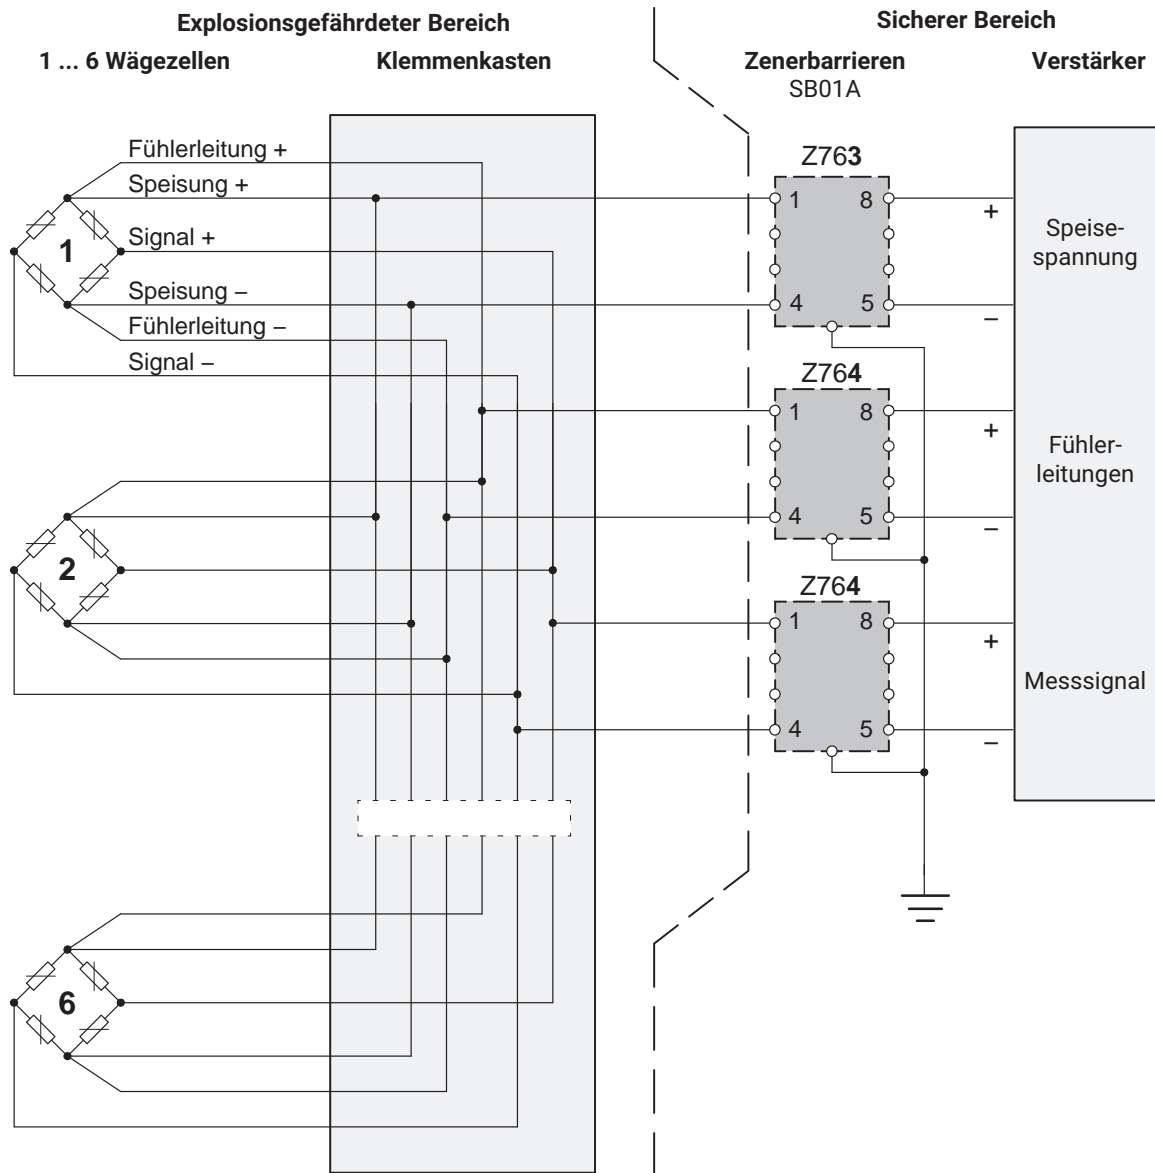 Explosionsgefährdeter Bereich
Sicherer Bereich
1 ... 6 Wägezellen
Klemmenkasten
Zenerbarrieren
SB01A
Verstärker
Fühlerleitung +
Speisung +
Signal +
Speisung –
Fühlerleitung –
Signal –
1
Z763
1 8
4 5
+
–
Speise-
spannung
Z764
1 8
4 5
+
–
Fühler-
leitungen
2
Z764
1 8
4 5
+
–
Messsignal
6